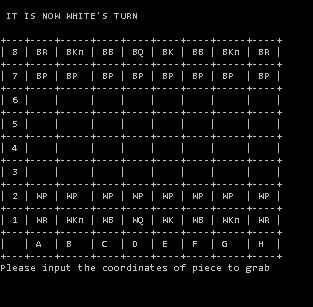 IT IS NOW WHITE'S TURN
+---+----+-----+----+----+----+----+-----+----+
| 8 | BR | BKn | BB | BQ | BK | BB | BKn | BR |
+---+----+-----+----+----+----+----+-----+----+
| 7 | BP | BP | BP | BP | BP | BP | BP | BP |
+---+----+-----+----+----+----+----+-----+----+
| 6 | | | | | | | | |
+---+----+-----+----+----+----+----+-----+----+
| 5 | | | | | | | | |
+---+----+-----+----+----+----+----+-----+----+
| 4 | | | | | | | | |
+---+----+-----+----+----+----+----+-----+----+
| 3 | | | | | | | | |
+---+----+-----+----+----+----+----+-----+----+
| 2 | WP | WP | WP | WP | WP | WP | WP | WP |
+---+----+-----+----+----+----+----+-----+----+
| 1 | WR | WKn | WB | WQ | WK | WB | WKn | WR |
+---+----+-----+----+----+----+----+-----+----+
| | A | B | C | D | E | F | G | H |
+---+----+-----+----+----+----+----+-----+----+
Please input the coordinates of piece to grab